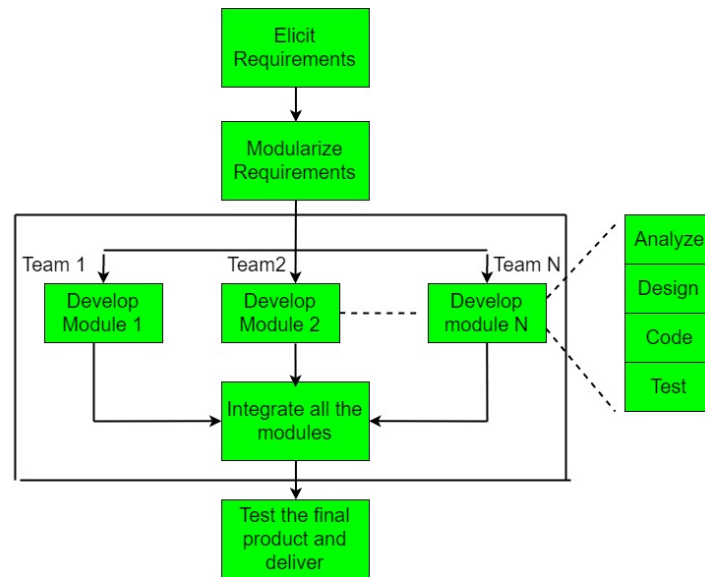 Elicit
Requirements
Modularize
Requirements
Team 1
Team2
Team N
Develop
Module 1
Develop
Module 2
Develop
module N
Analyze
Design
Code
Test
Integrate all the
modules
Test the final
product and
deliver